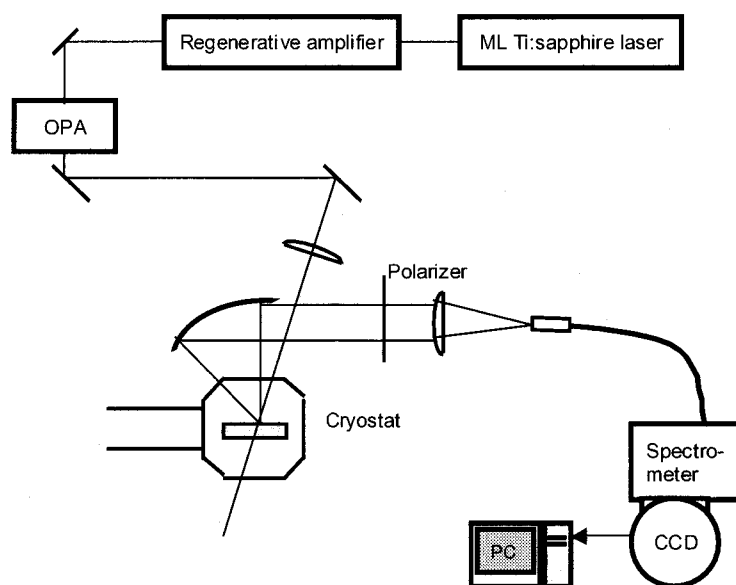 Regenerative amplifier
ML Ti:sapphire laser
OPA
Polarizer
Cryostat
Spectro-
meter
CCD
PC